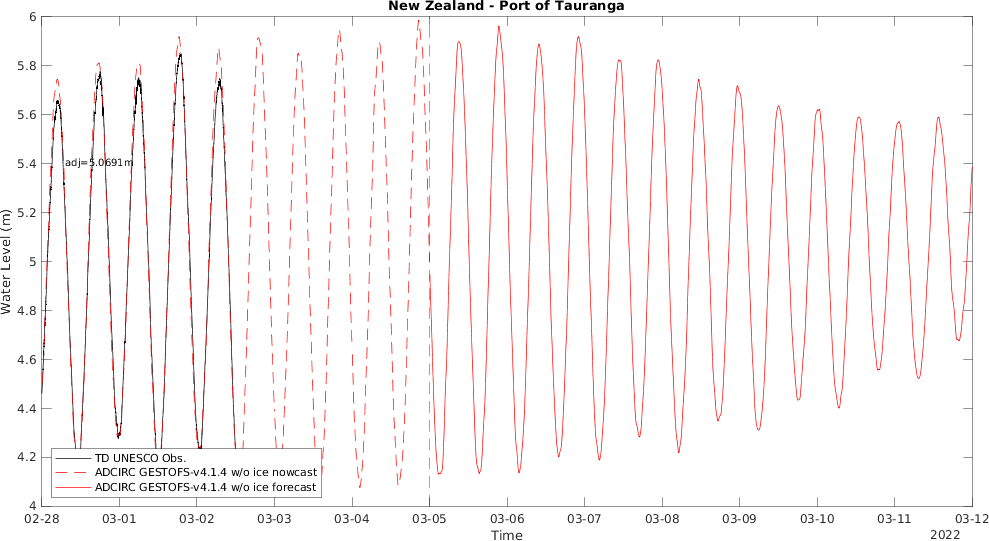 New Zealand - Port of Tauranga
Water Level (m)
6
5.8
5.6
5.4
5.2
5
4.8
4.6
4.4
4.2
4
adj=5.0691m
TD UNESCO Obs.
ADCIRC GESTOFS-v4.1.4 w/o ice nowcast
ADCIRC GESTOFS-v4.1.4 w/o ice forecast
02-28 03-01 03-02 03-03 03-04 03-05 03-06 03-07 03-08 03-09 03-10 03-11 03-12
Time
2022